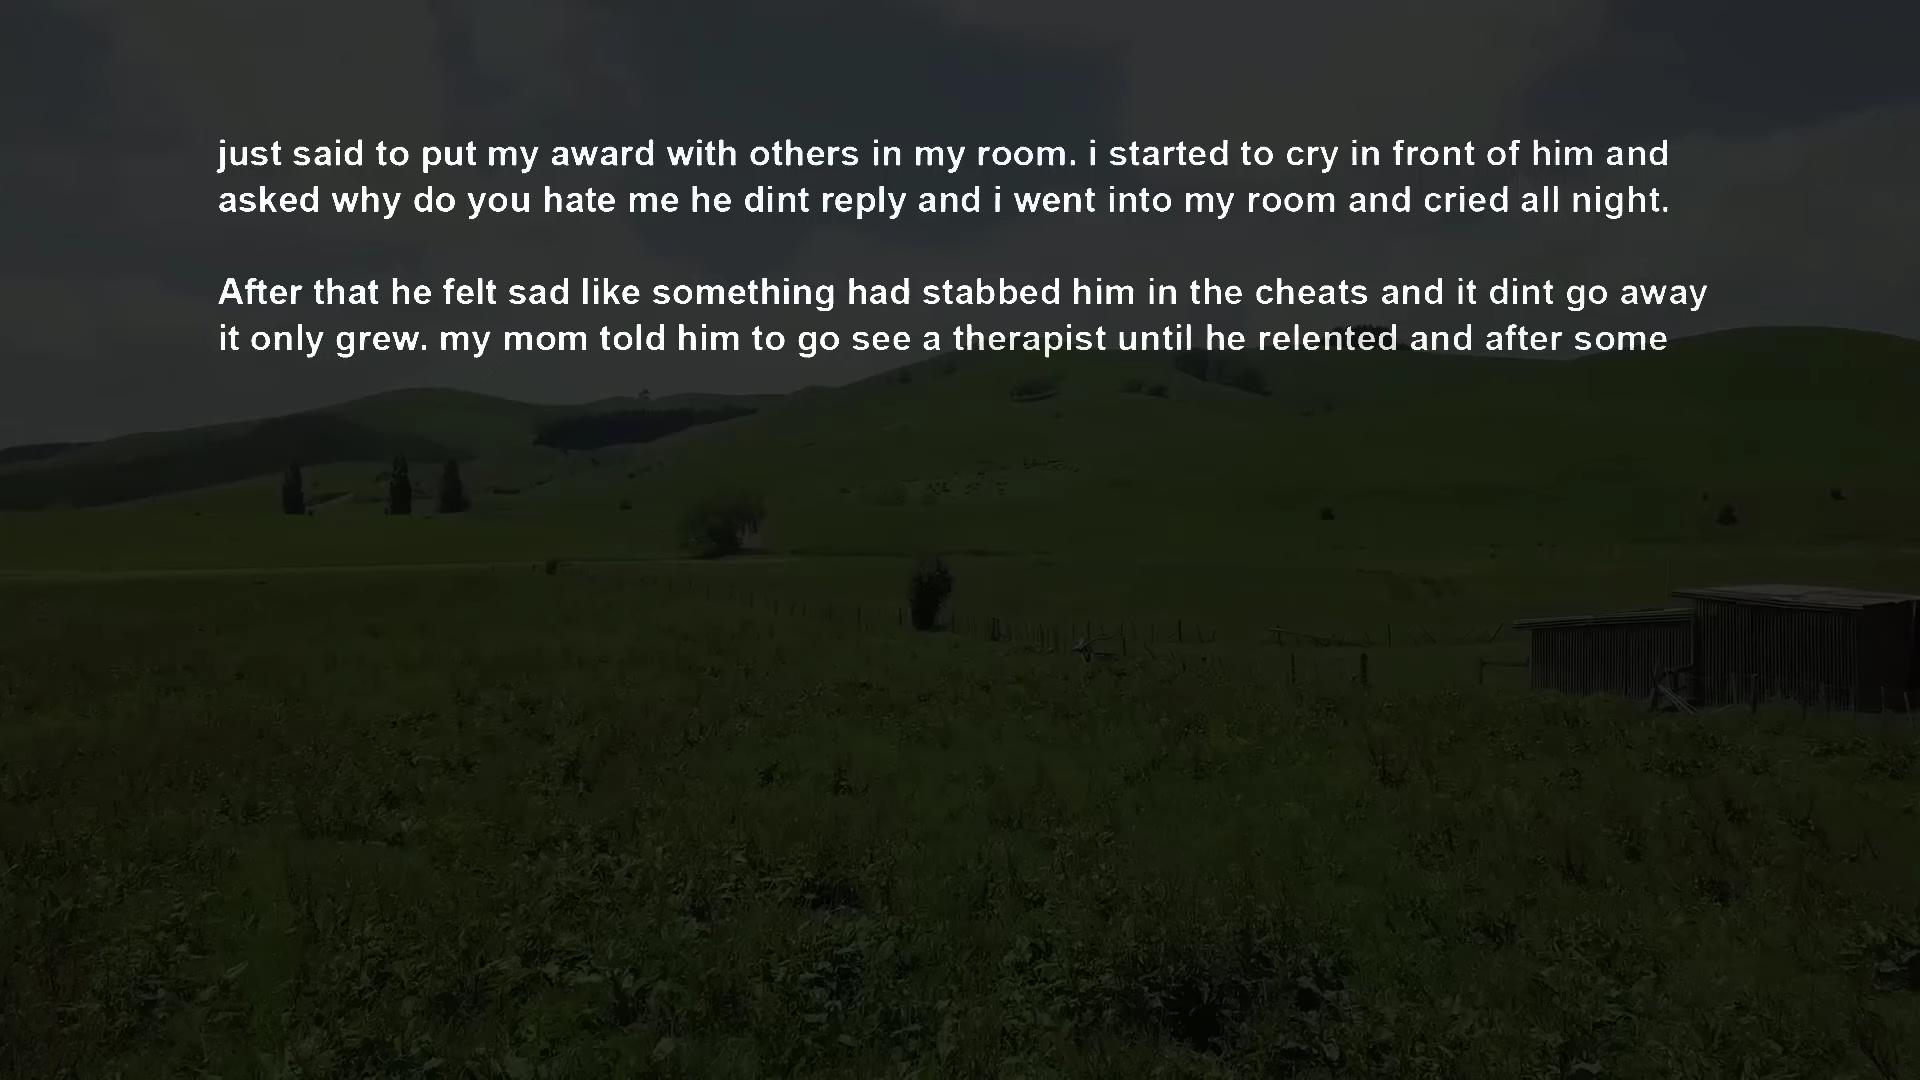 just said to put my award with others in my room. i started to cry in front of him and
asked why do you hate me he dint reply and i went into my room and cried all night.
After that he felt sad like something had stabbed him in the cheats and it dint go away
it only grew. my mom told him to go see a therapist until he relented and after some